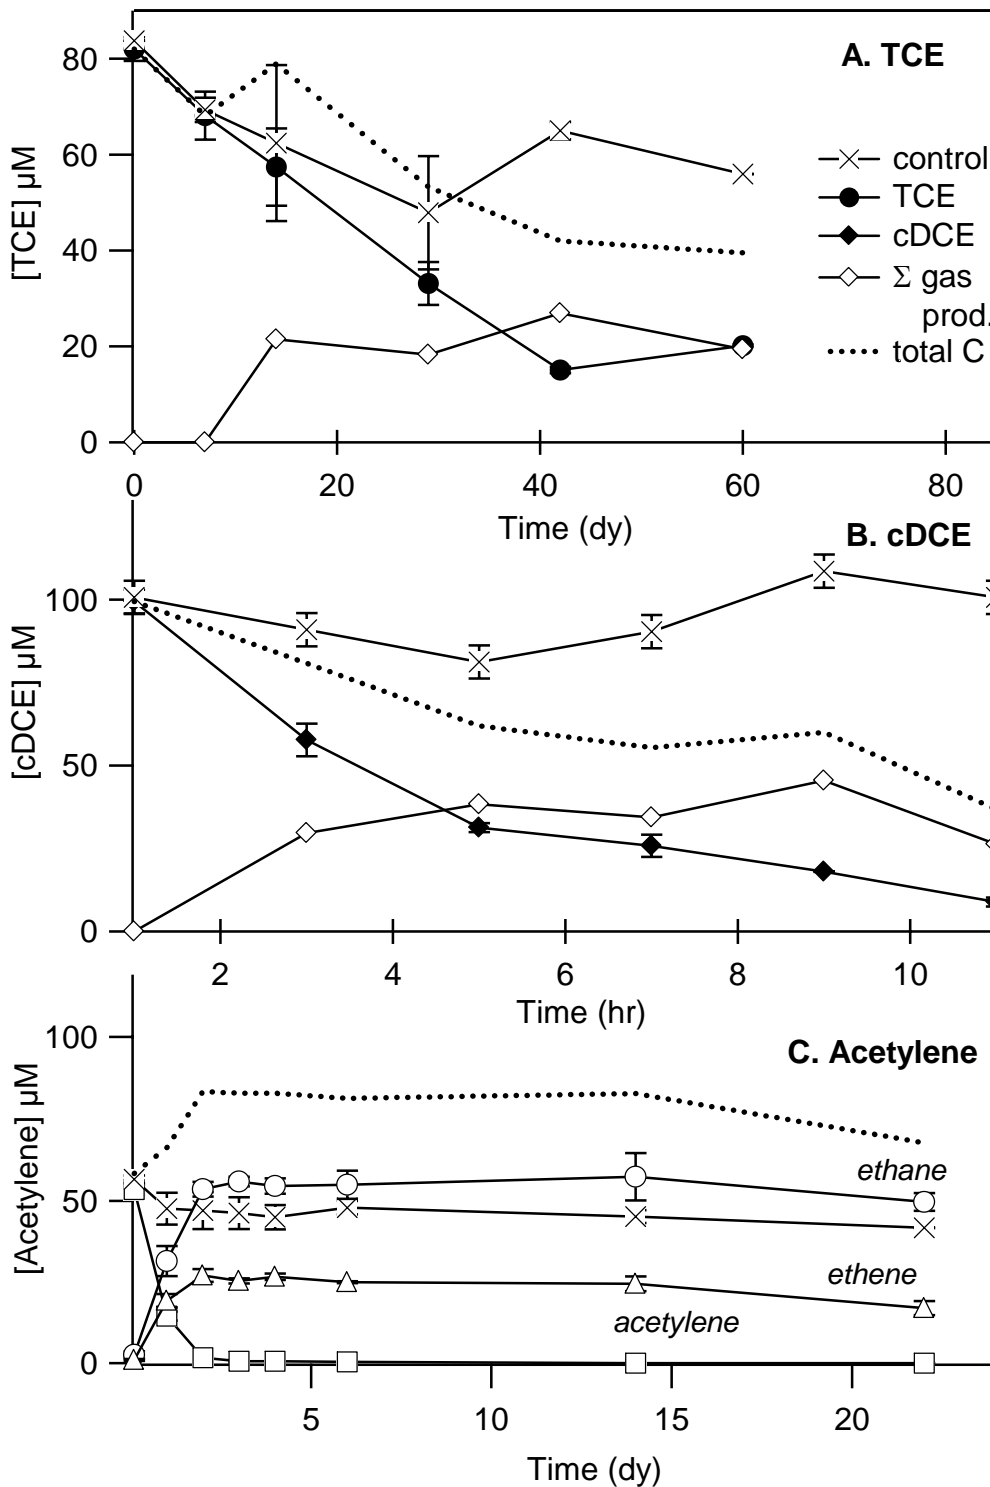 A. TCE
80
60
40
20
0
[TCE] µM
control
TCE
cDCE
Σ gas
prod.
total C
0
20
40
60
80
Time (dy)
B. cDCE
100
50
0
[cDCE] µM
2
4
6
8
10
Time (hr)
C. Acetylene
100
50
0
[Acetylene] µM
ethane
ethene
acetylene
5
10
15
20
Time (dy)